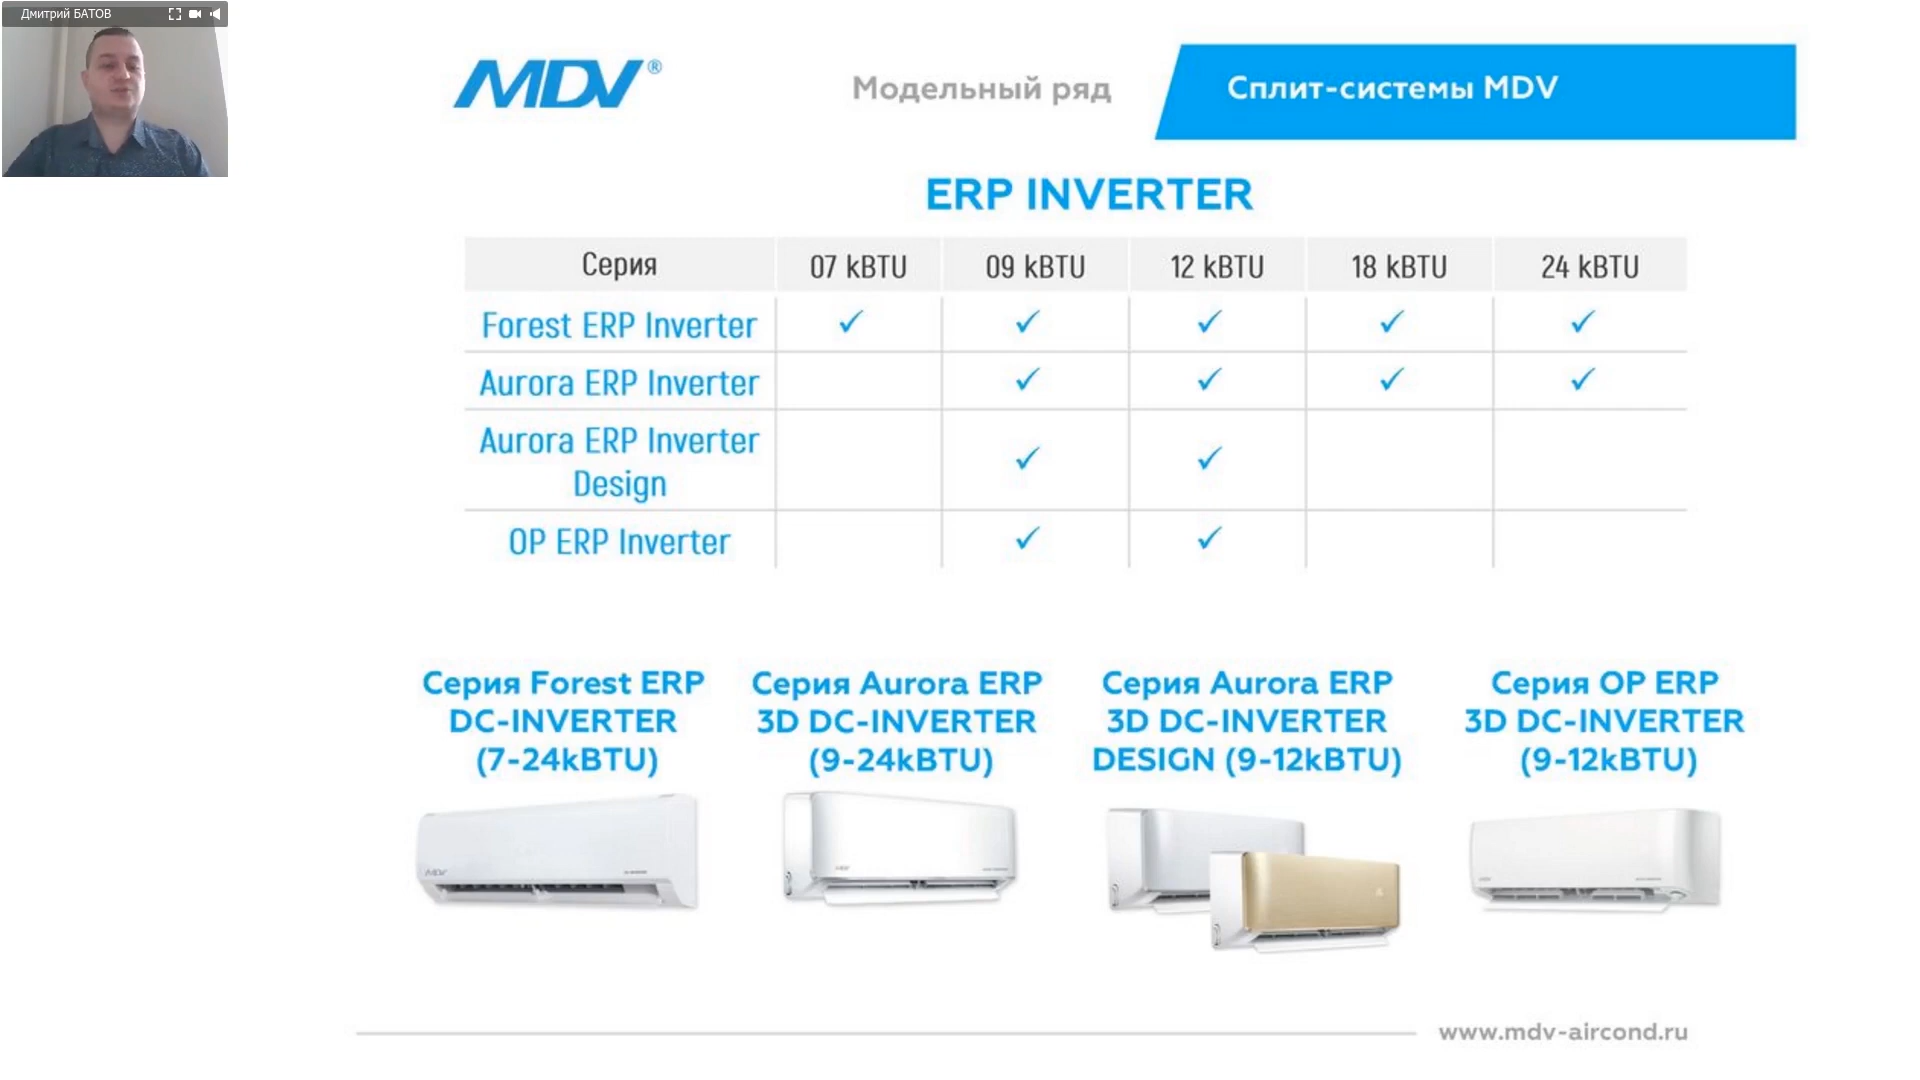 Дмитрий БАТОВ
MDV®
Модельный ряд
Сплит-системы MDV
ERP INVERTER
Серия 07 kBTU 09 kBTU 12 kBTU 18 kBTU 24 kBTU
Forest ERP Inverter ✓ ✓ ✓ ✓ ✓
Aurora ERP Inverter ✓ ✓ ✓ ✓
Aurora ERP Inverter
Design ✓ ✓
OP ERP Inverter ✓ ✓
Серия Forest ERP
DC-INVERTER
(7-24kBTU)
Серия Aurora ERP
3D DC-INVERTER
(9-24kBTU)
Серия Aurora ERP
3D DC-INVERTER
DESIGN (9-12kBTU)
Серия OP ERP
3D DC-INVERTER
(9-12kBTU)
MDV
MDV
www.mdv-aircond.ru